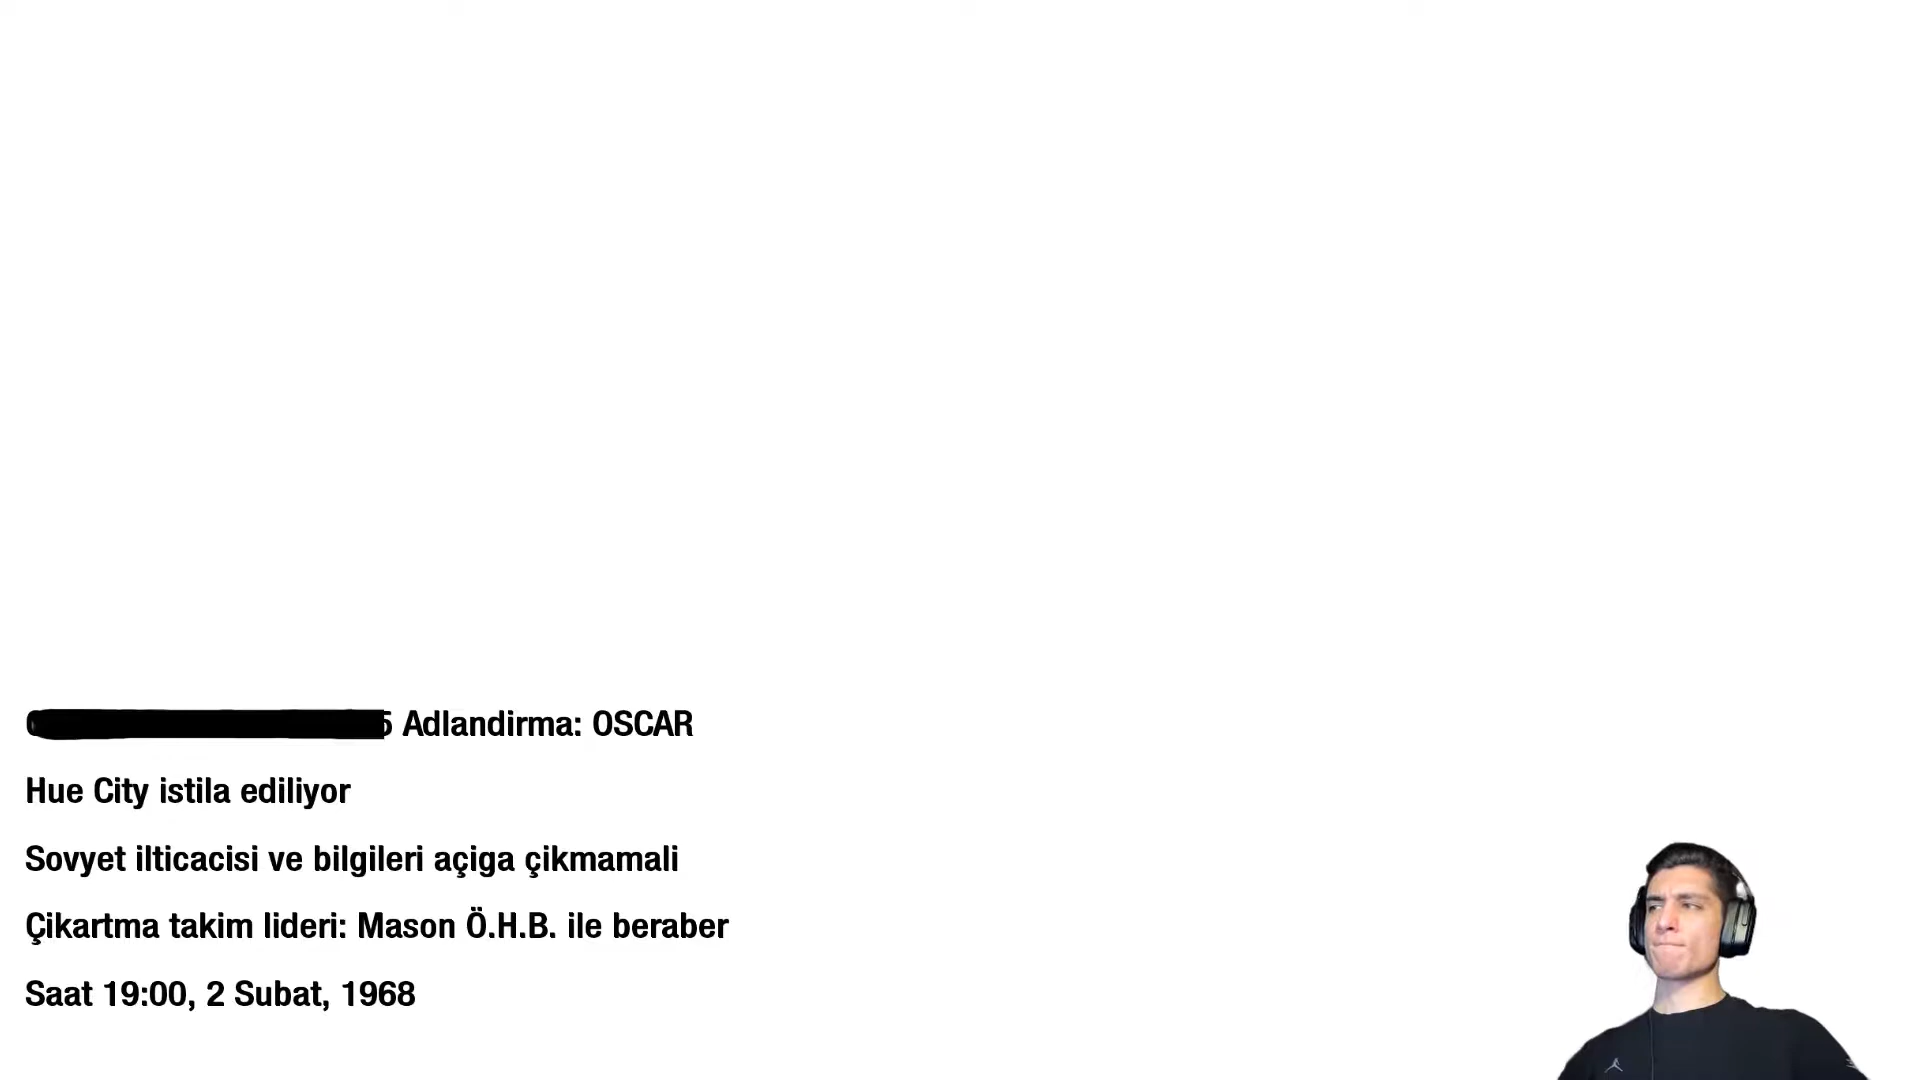 Adlandirma: OSCAR
Hue City istila ediliyor
Sovyet ilticacisi ve bilgileri açiga çikmamali
Çikartma takim lideri: Mason Ö.H.B. ile beraber
Saat 19:00, 2 Subat, 1968